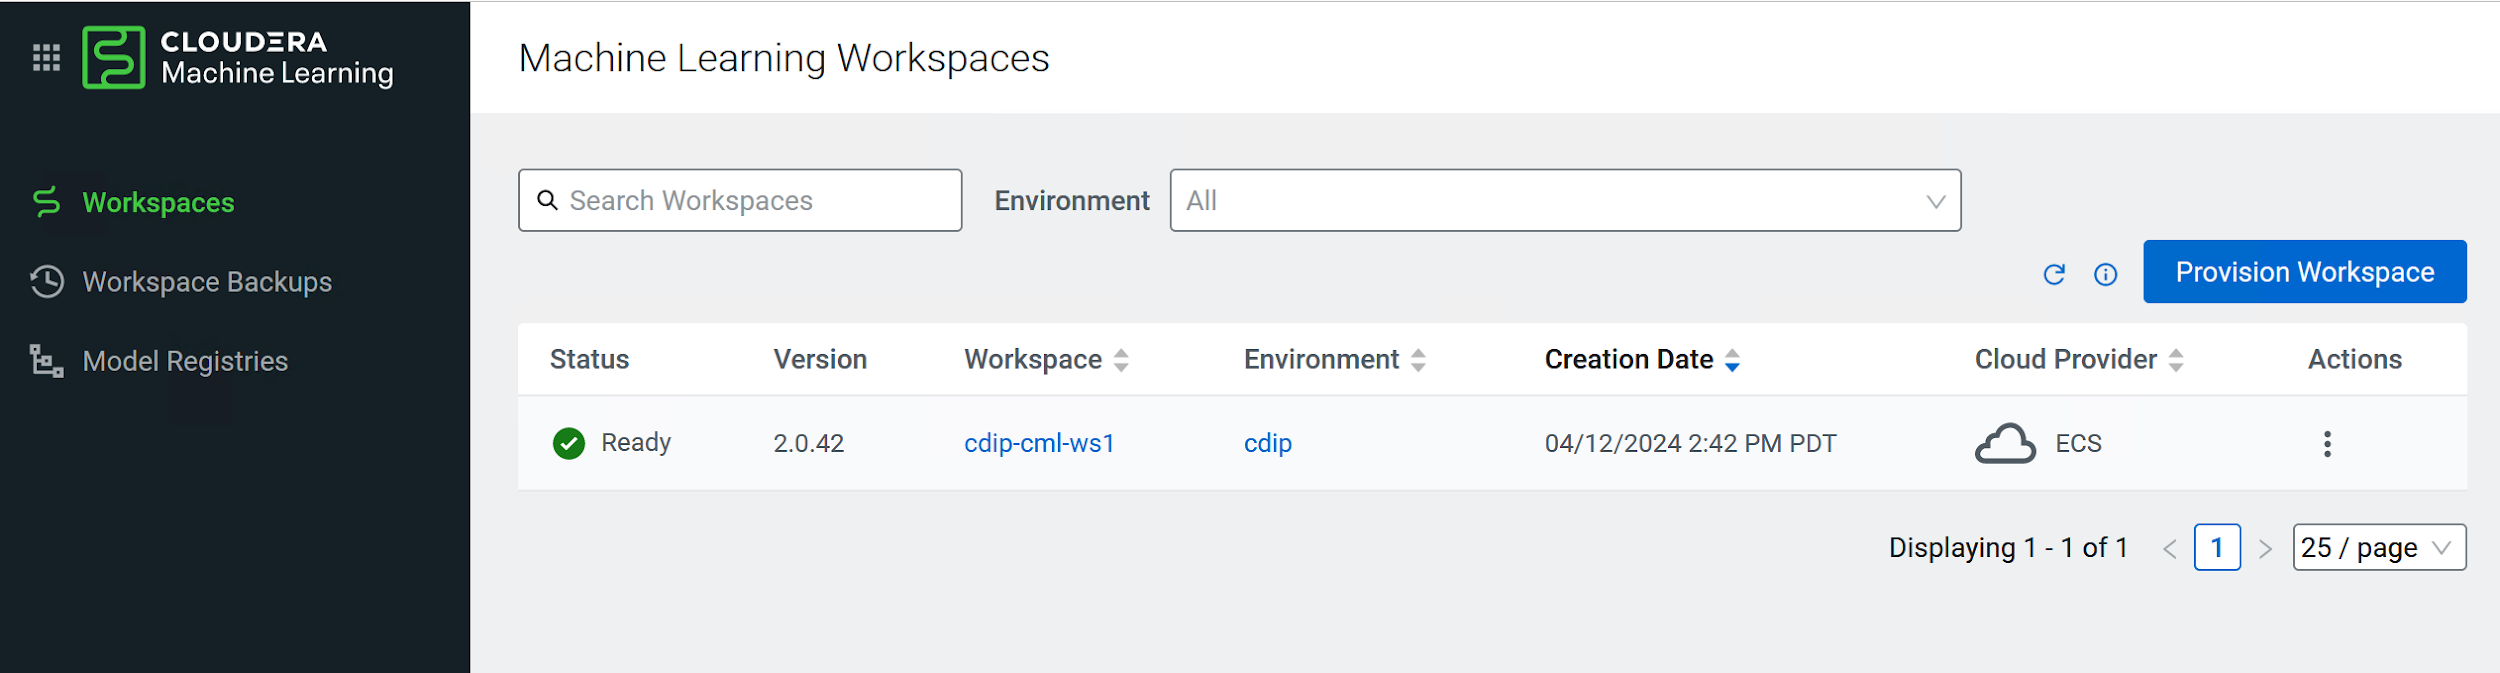 CLOUDERA
Machine Learning
Workspaces
Workspace Backups
Model Registries
Machine Learning Workspaces
Search Workspaces Environment All
Provision Workspace
Status Version Workspace Environment Creation Date Cloud Provider Actions
Ready 2.0.42 cdip-cml-ws1 cdip 04/12/2024 2:42 PM PDT ECS
Displaying 1 - 1 of 1 < 1 > 25 / page